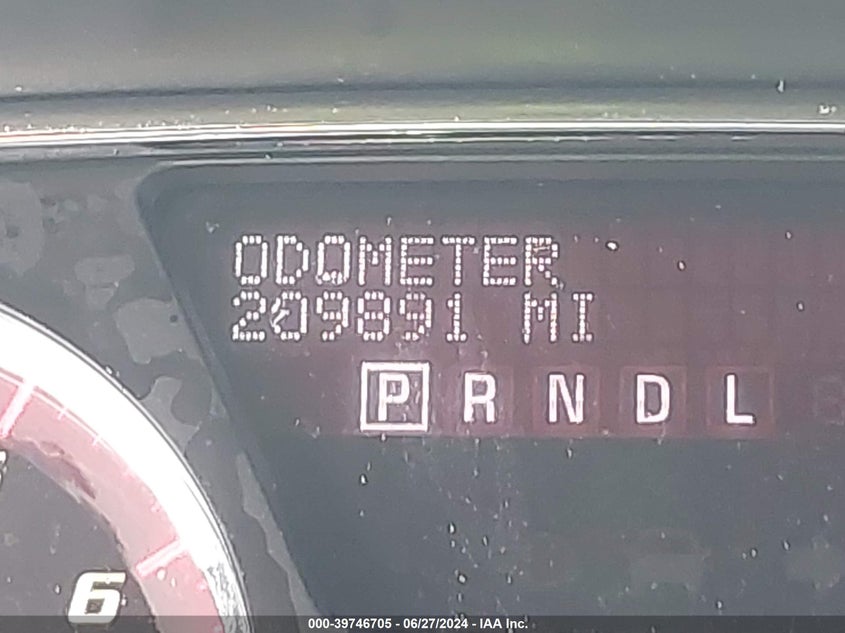 ODOMETER
209891 MI
P R N D L
6
000-39746705 - 06/27/2024 - IAA Inc.